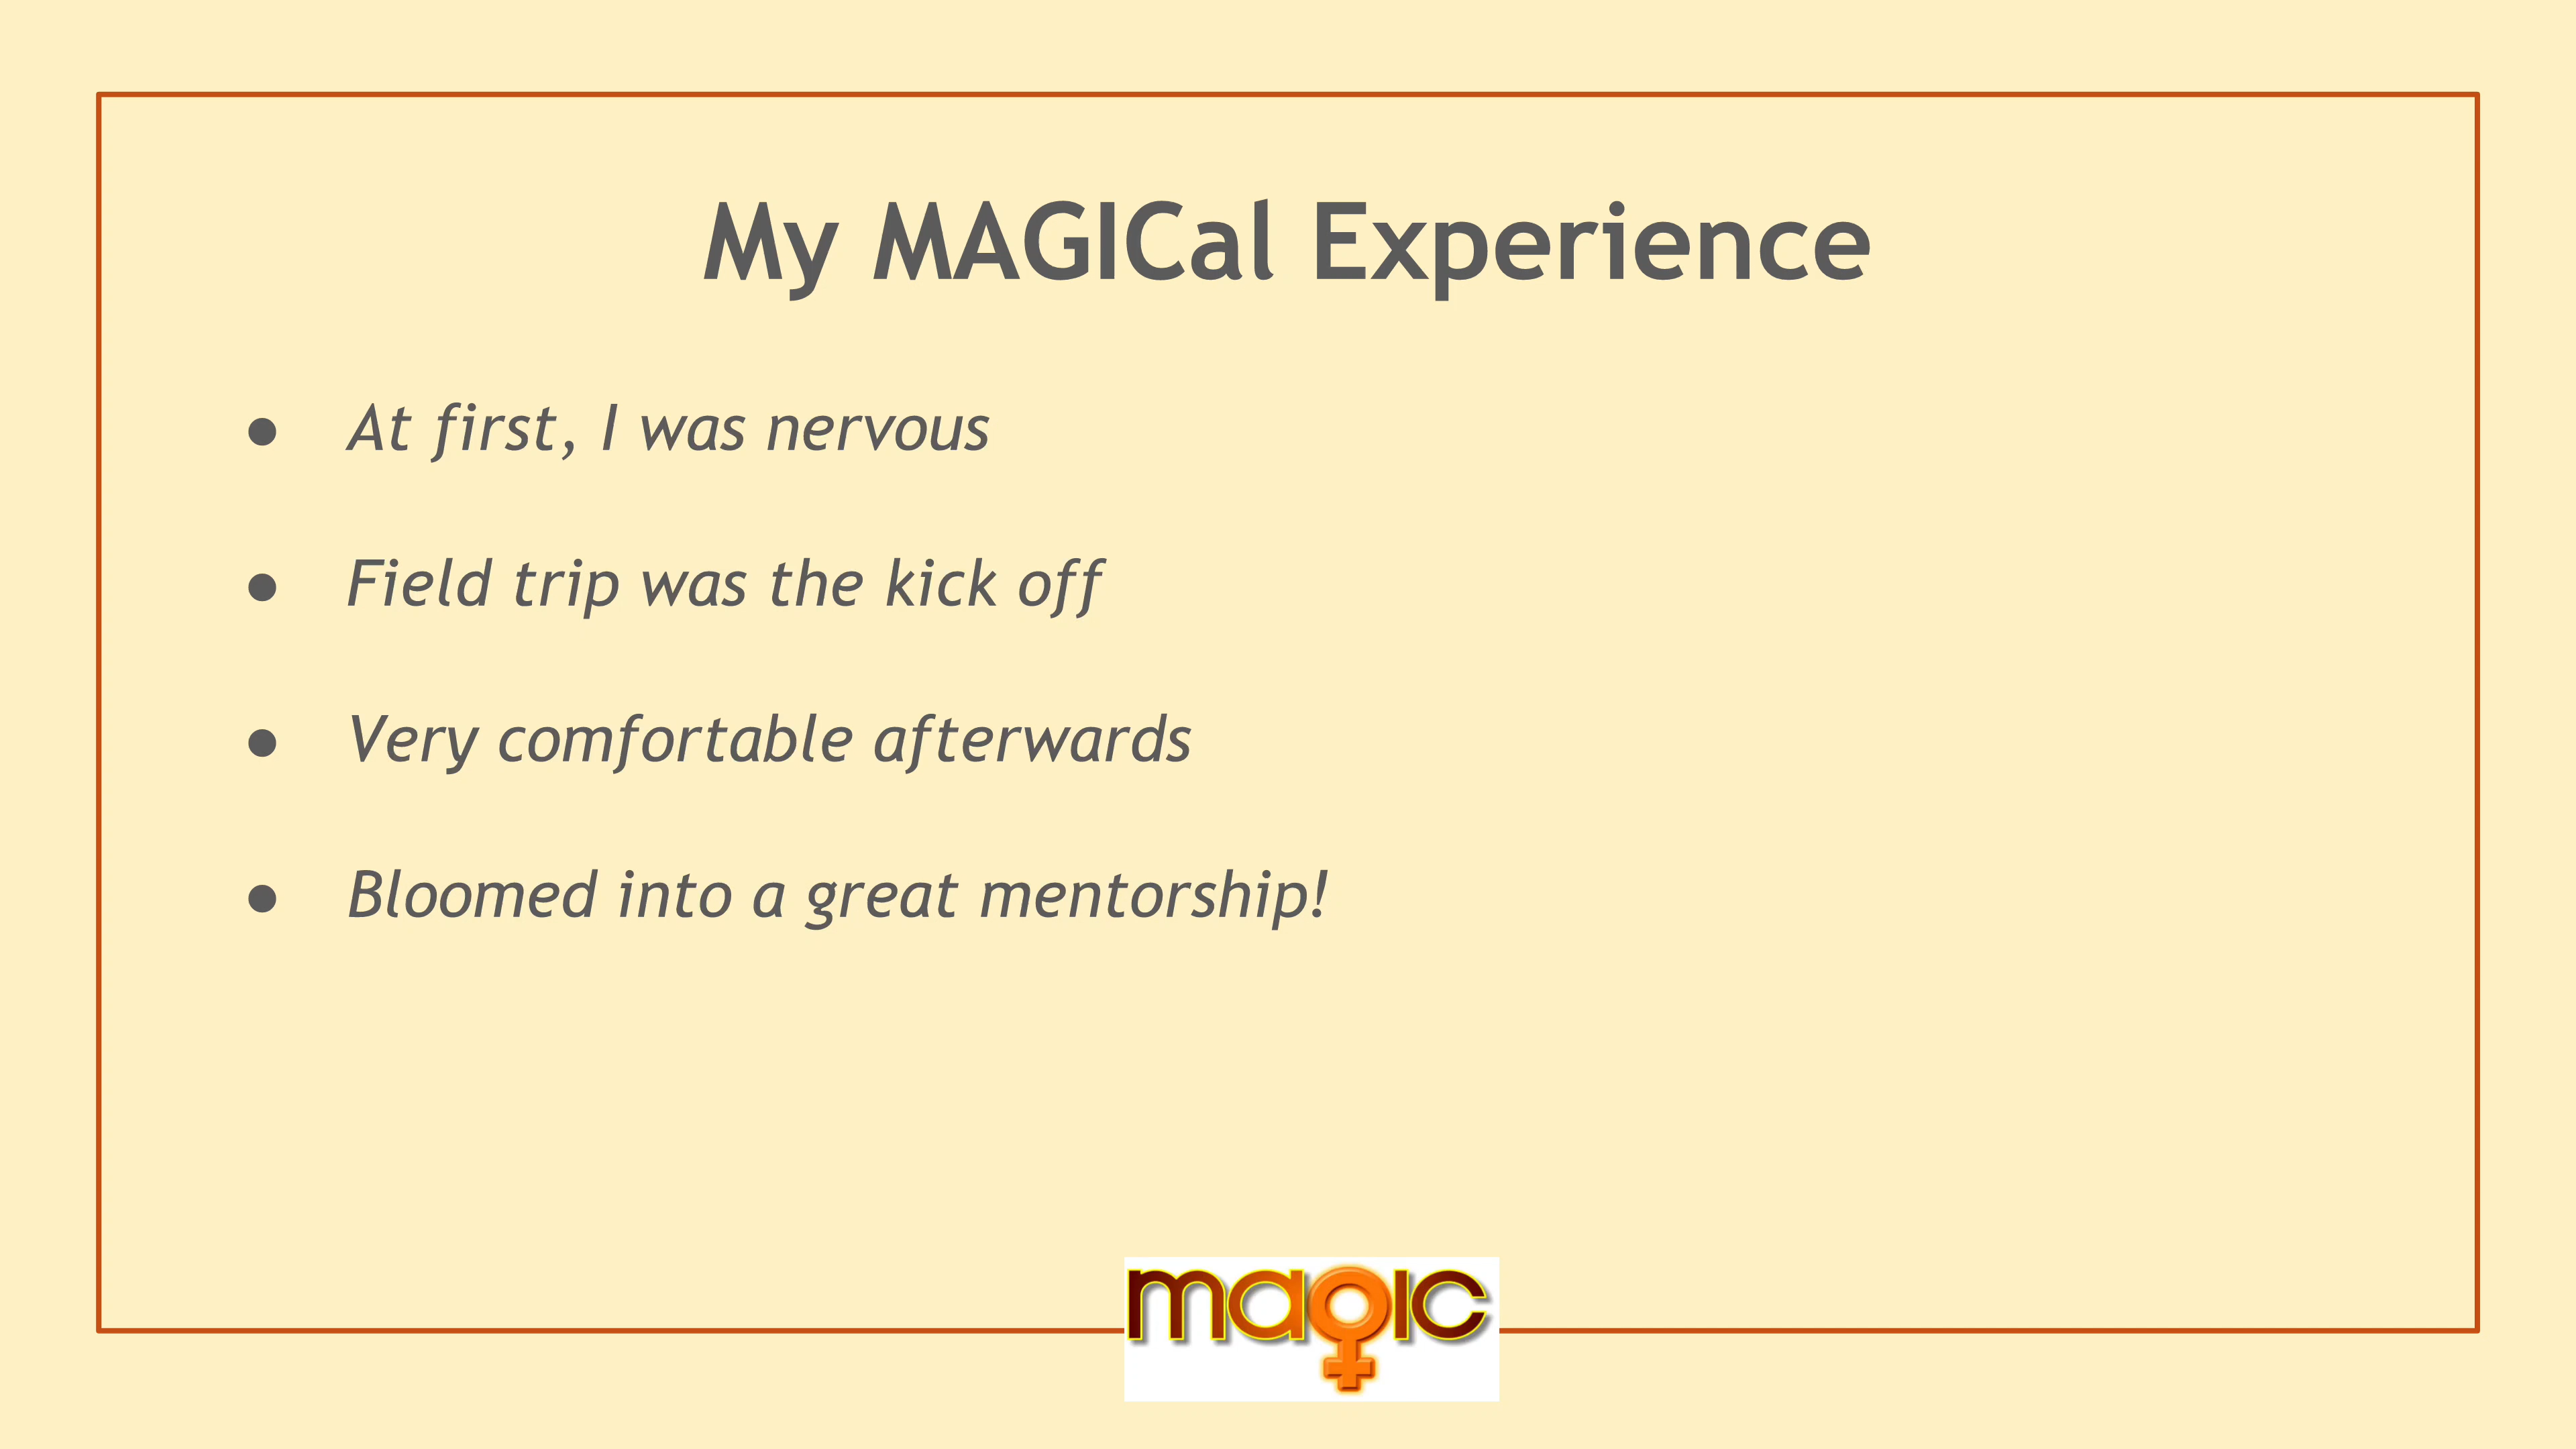 My MAGICal Experience
● At first, I was nervous
● Field trip was the kick off
● Very comfortable afterwards
● Bloomed into a great mentorship!
magic